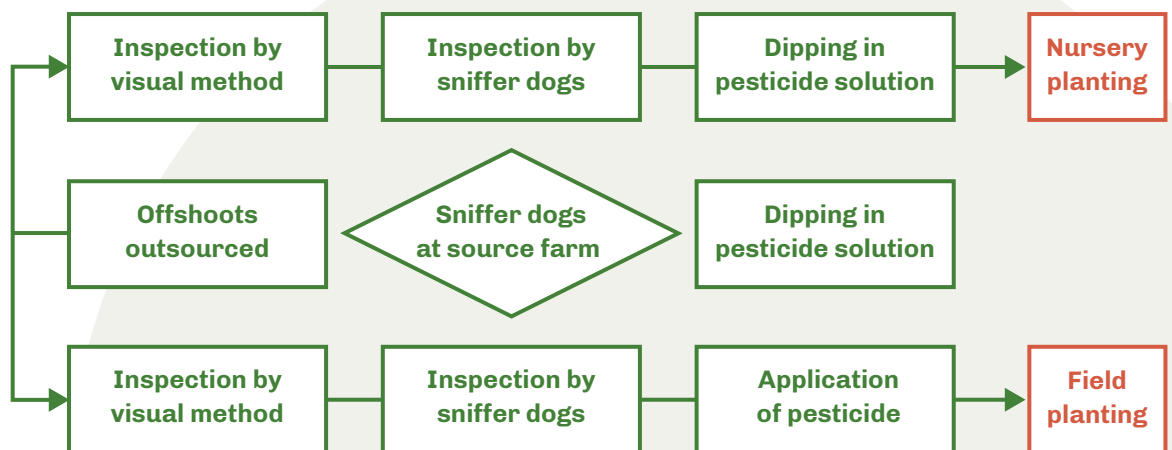 Inspection by
visual method
Inspection by
sniffer dogs
Dipping in
pesticide solution
Nursery
planting
Offshoots
outsourced
Sniffer dogs
at source farm
Dipping in
pesticide solution
Inspection by
visual method
Inspection by
sniffer dogs
Application
of pesticide
Field
planting